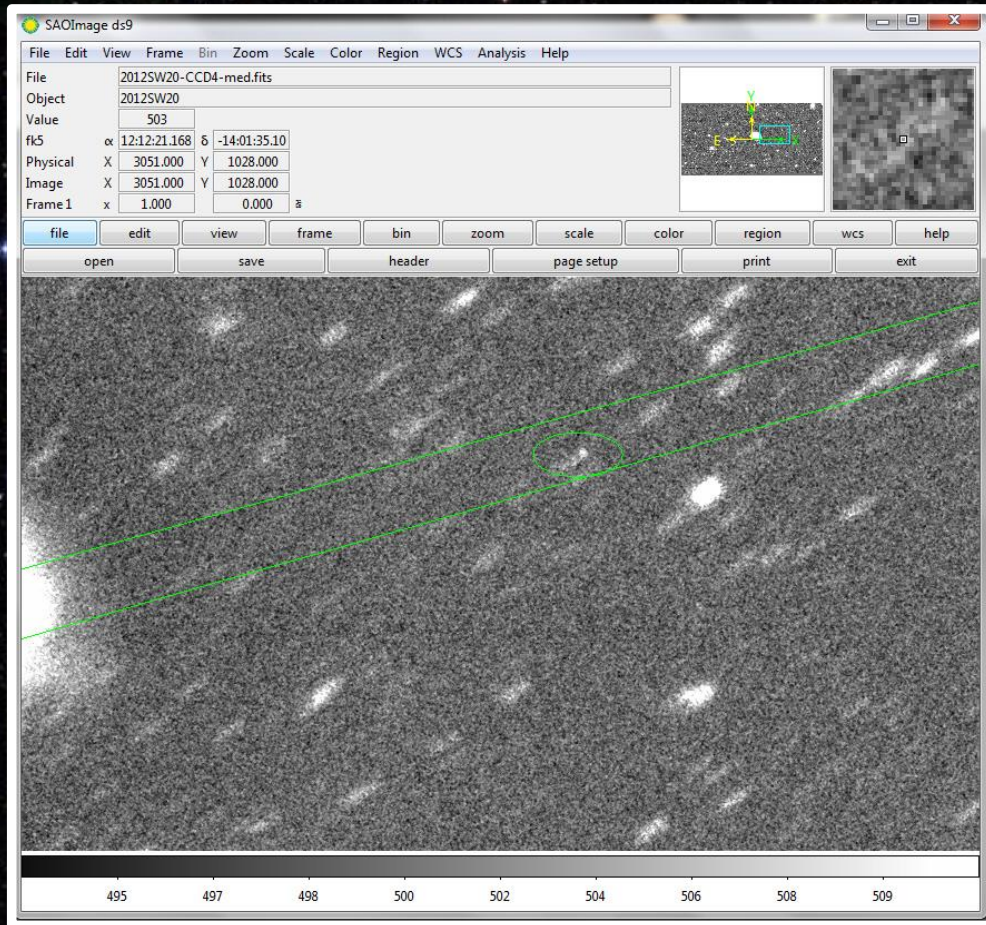 SAOImage ds9
File Edit View Frame Bin Zoom Scale Color Region WCS Analysis Help
File 2012SW20-CCD4-med.fits
Object 2012SW20
Value 503
fk5 α 12:12:21.168 δ -14:01:35.10
Physical X 3051.000 Y 1028.000
Image X 3051.000 Y 1028.000
Frame 1 x 1.000 0.000 ã
Y
N
E X
file edit view frame bin zoom scale color region wcs help
open save header page setup print exit
495 497 498 500 502 504 506 508 509